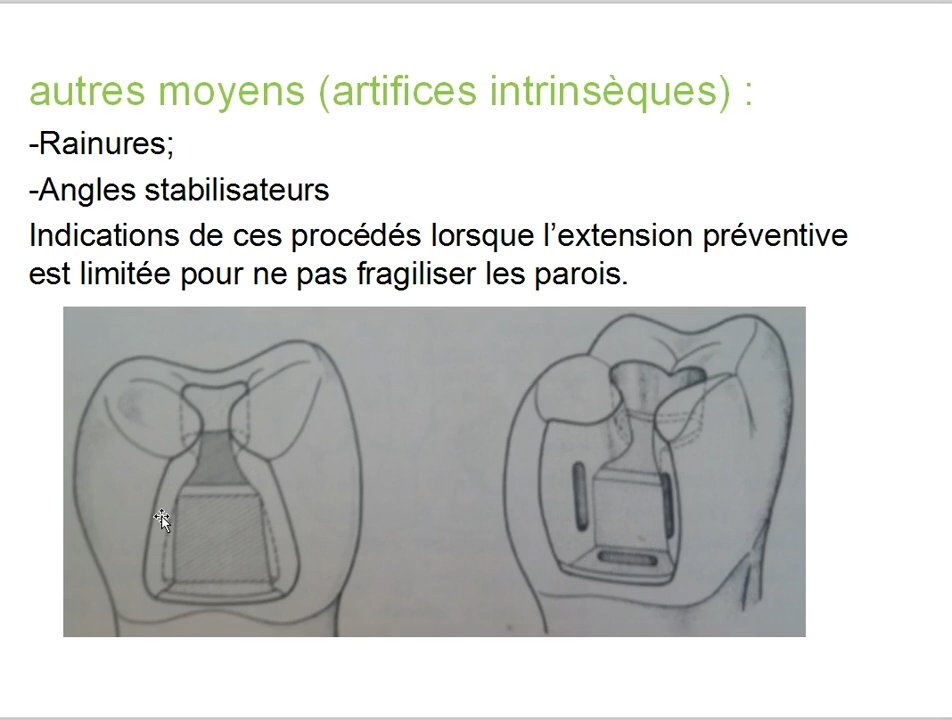 autres moyens (artifices intrinsèques) :
-Rainures;
-Angles stabilisateurs
Indications de ces procédés lorsque l’extension préventive
est limitée pour ne pas fragiliser les parois.